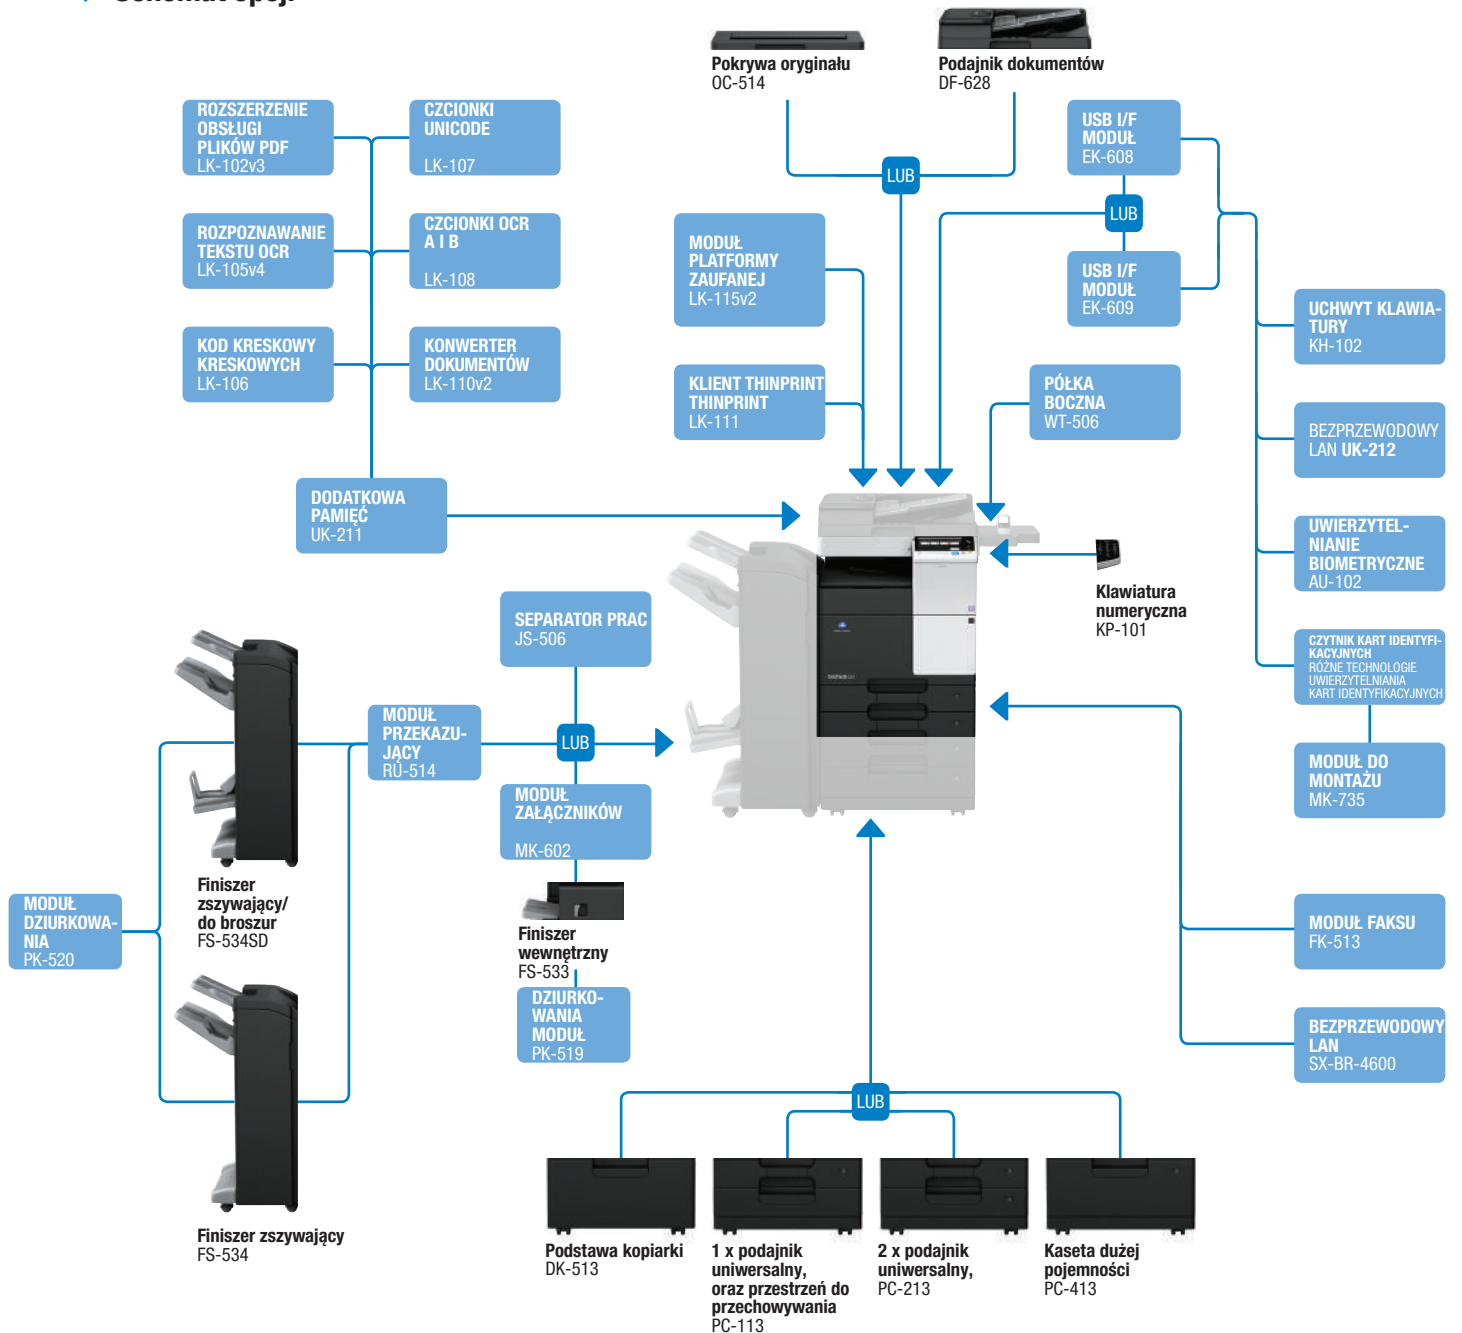 Schemat opcji
Pokrywa oryginału
OC-514
Podajnik dokumentów
DF-628
ROZSZERZENIE
OBSŁUGI
PLIKÓW PDF
LK-102v3
CZCIONKI
UNICODE
LK-107
USB I/F
MODUŁ
EK-608
LUB
LUB
ROZPOZNAWANIE
TEKSTU OCR
LK-105v4
CZCIONKI OCR
A I B
LK-108
MODUŁ
PLATFORMY
ZAUFANEJ
LK-115v2
USB I/F
MODUŁ
EK-609
UCHWYT KLAWIA-
TURY
KH-102
KOD KRESKOWY
KRESKOWYCH
LK-106
KONWERTER
DOKUMENTÓW
LK-110v2
KLIENT THINPRINT
THINPRINT
LK-111
PÓŁKA
BOCZNA
WT-506
BEZPRZEWODOWY
LAN UK-212
DODATKOWA
PAMIĘĆ
UK-211
UWIERZYTEL-
NIANIE
BIOMETRYCZNE
AU-102
Klawiatura
numeryczna
KP-101
SEPARATOR PRAC
JS-506
CZYTNIK KART IDENTYFI-
KACYJNYCH
RÓŻNE TECHNOLOGIE
UWIERZYTELNIANIA
KART IDENTYFIKACYJNYCH
MODUŁ
PRZEKAZU-
JĄCY
RU-514
LUB
MODUŁ DO
MONTAŻU
MK-735
MODUŁ
ZAŁĄCZNIKÓW
MK-602
Finiszer
zszywający/
do broszur
FS-534SD
MODUŁ
DZIURKOWA-
NIA
PK-520
Finiszer
wewnętrzny
FS-533
MODUŁ FAKSU
FK-513
DZIURKO-
WANIA
MODUŁ
PK-519
BEZPRZEWODOWY
LAN
SX-BR-4600
LUB
Finiszer zszywający
FS-534
Podstawa kopiarki
DK-513
1 x podajnik
uniwersalny,
oraz przestrzeń do
przechowywania
PC-113
2 x podajnik
uniwersalny,
PC-213
Kaseta dużej
pojemności
PC-413